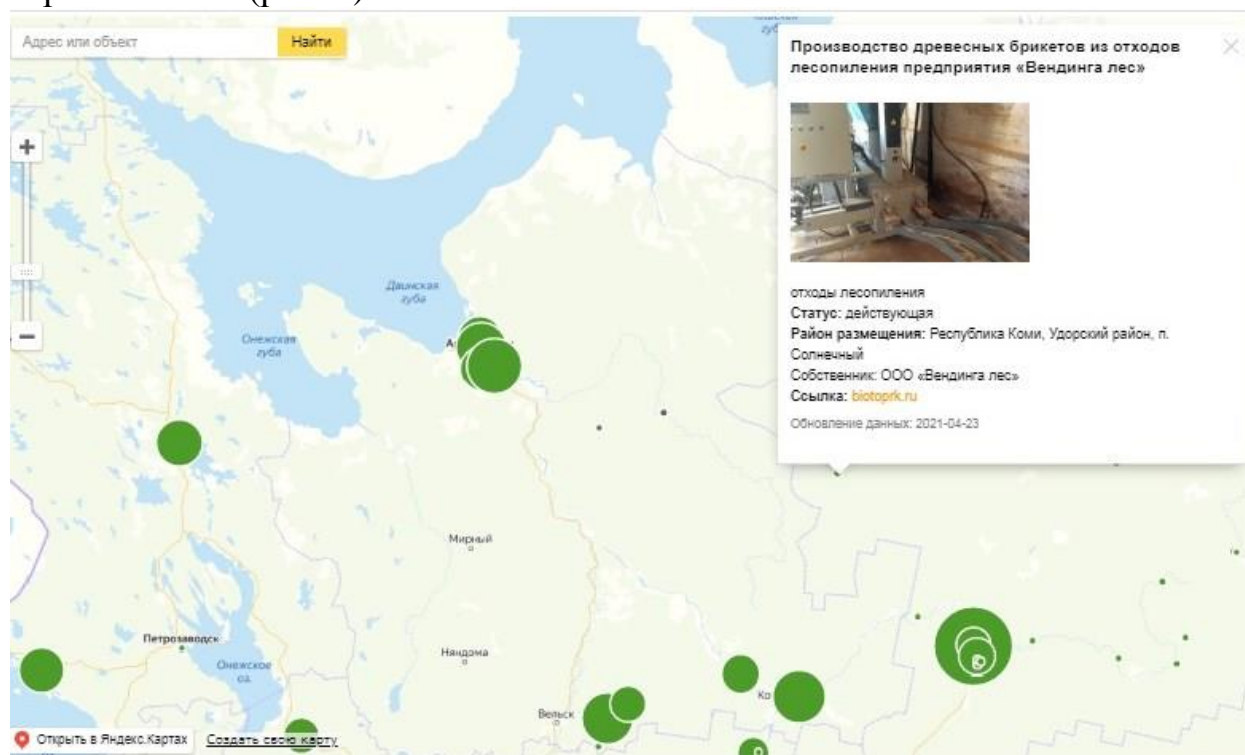 Адрес или объект
Найти
Производство древесных брикетов из отходов
лесопиления предприятия «Вендинга лес»
отходы лесопиления
Статус: действующая
Район размещения: Республика Коми, Удорский район, п.
Солнечный
Собственник: ООО «Вендинга лес»
Ссылка: biotoprk.ru
Обновление данных: 2021-04-23
Двинская
губа
Онежская
губа
Мирный
Петрозаводск
Онежское
оз.
Няндома
Вельск
Ко
Открыть в Яндекс.Картах
Создать свою карту